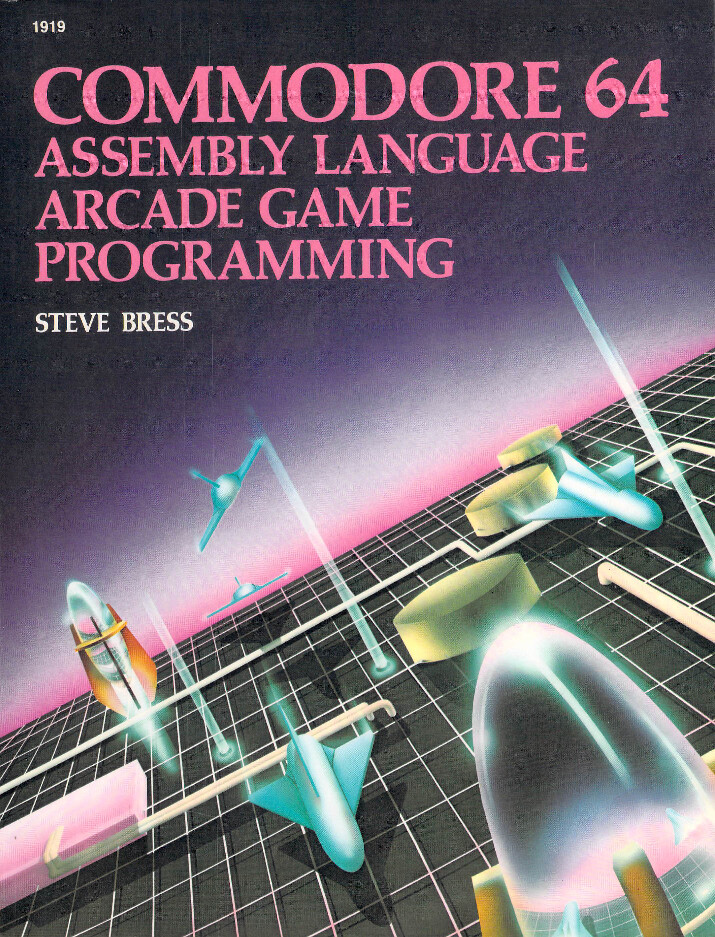 1919
COMMODORE 64
ASSEMBLY LANGUAGE
ARCADE GAME
PROGRAMMING
STEVE BRESS